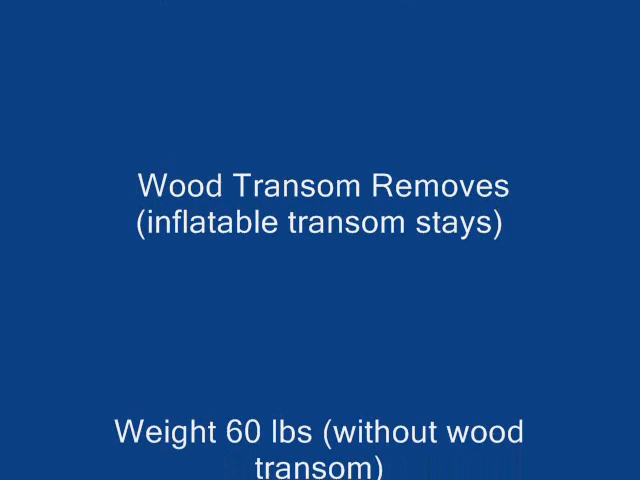 Wood Transom Removes
(inflatable transom stays)
Weight 60 lbs (without wood
transom)